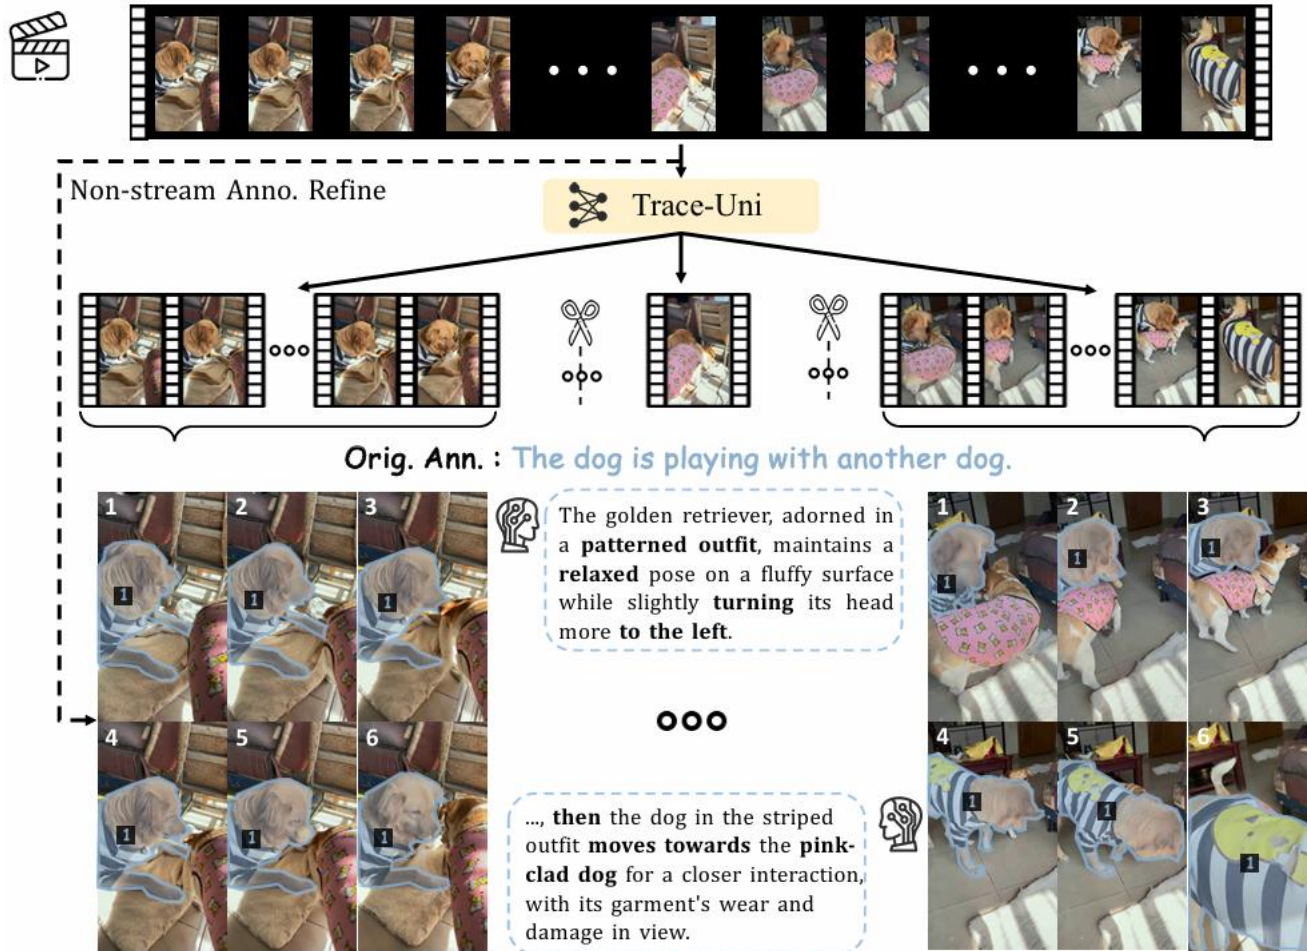 Non-stream Anno. Refine
Trace-Uni
Orig. Ann. : The dog is playing with another dog.
1 2 3
1 1 1
The golden retriever, adorned in
a patterned outfit, maintains a
relaxed pose on a fluffy surface
while slightly turning its head
more to the left.
1 2 3
1 1 1
4 5 6
1 1 1
..., then the dog in the striped
outfit moves towards the pink-
clad dog for a closer interaction,
with its garment's wear and
damage in view.
4 5 6
1 1 1